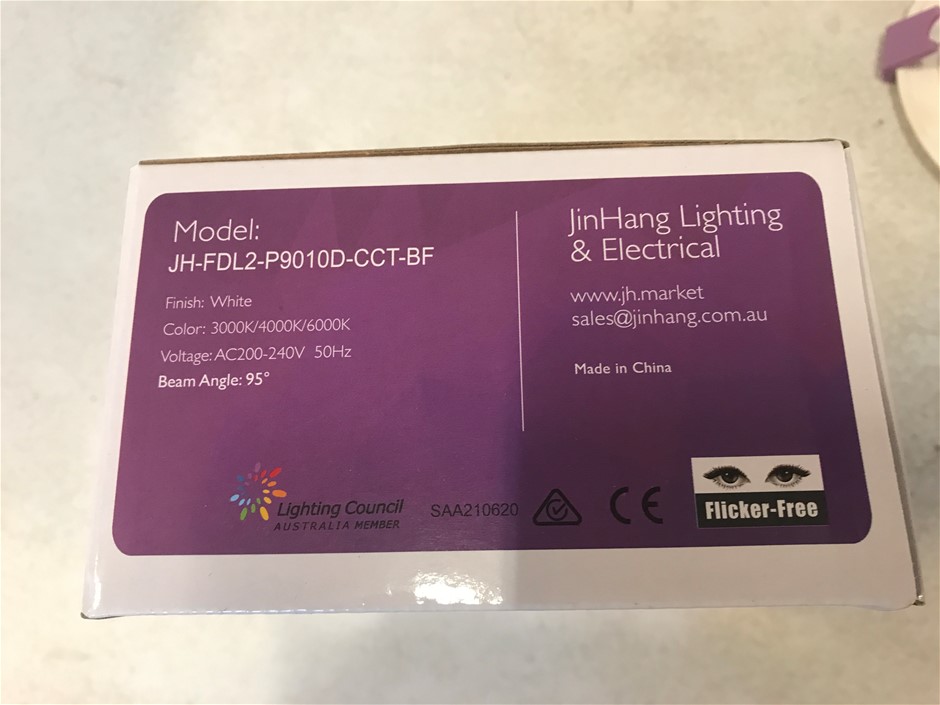 Model:
JH-FDL2-P9010D-CCT-BF
Finish: White
Color: 3000K/4000K/6000K
Voltage: AC200-240V 50Hz
Beam Angle: 95°
JinHang Lighting
& Electrical
www.jh.market
sales@jinhang.com.au
Made in China
Lighting Council
AUSTRALIA MEMBER
SAA210620
CE
Flicker-Free